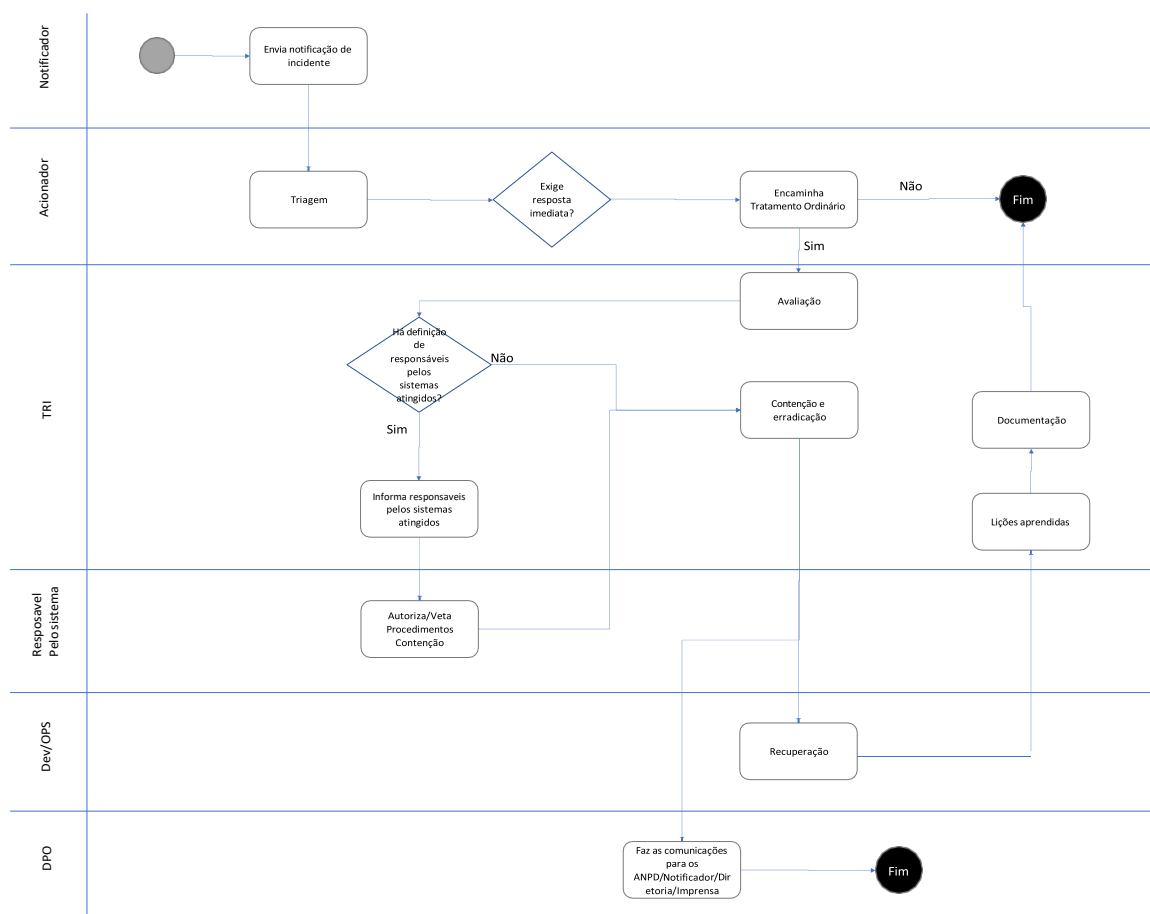 Notificador
Envia notificação de
incidente
Acionador
Triagem
Exige
resposta
imediata?
Encaminha
Tratamento Ordinário
Não
Fim
Sim
TRI
Avaliação
Há definição
de
responsáveis
pelos
sistemas
atingidos?
Não
Contenção e
erradicação
Documentação
Sim
Informa responsaveis
pelos sistemas
atingidos
Lições aprendidas
Resposavel
Pelo sistema
Autoriza/Veta
Procedimentos
Contenção
Dev/OPS
Recuperação
DPO
Faz as comunicações
para os
ANPD/Notificador/Dir
etoria/Imprensa
Fim